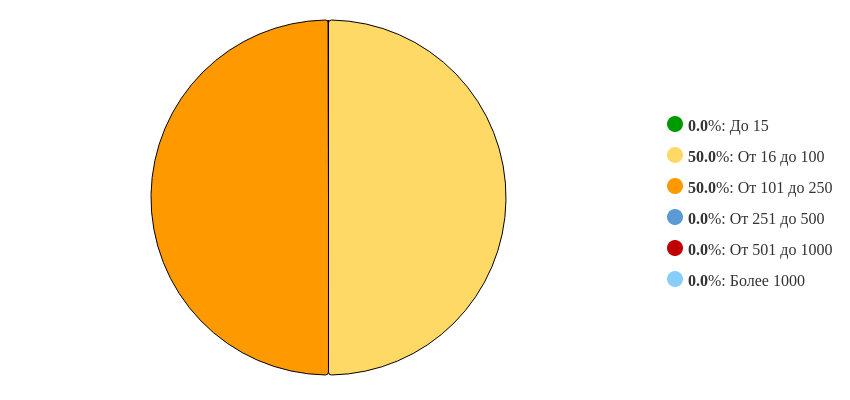 0.0%: До 15
50.0%: От 16 до 100
50.0%: От 101 до 250
0.0%: От 251 до 500
0.0%: От 501 до 1000
0.0%: Более 1000